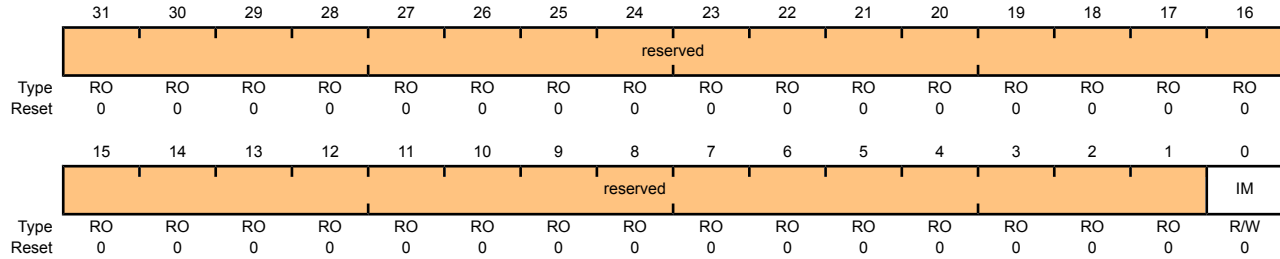 31 30 29 28 27 26 25 24 23 22 21 20 19 18 17 16
reserved
Type RO RO RO RO RO RO RO RO RO RO RO RO RO RO RO RO
Reset 0 0 0 0 0 0 0 0 0 0 0 0 0 0 0 0
15 14 13 12 11 10 9 8 7 6 5 4 3 2 1 0
reserved IM
Type RO RO RO RO RO RO RO RO RO RO RO RO RO RO RO R/W
Reset 0 0 0 0 0 0 0 0 0 0 0 0 0 0 0 0